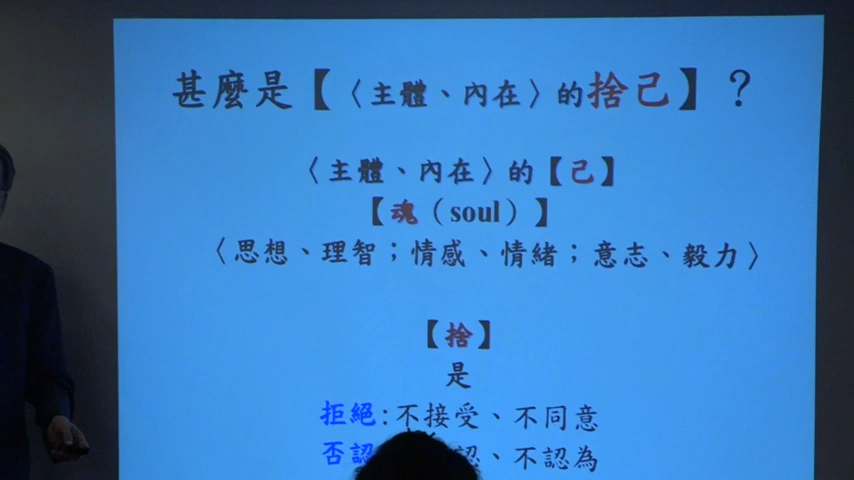 甚麼是【〈主體、內在〉的捨己】？
〈主體、內在〉的【己】
【魂（soul）】
〈思想、理智；情感、情緒；意志、毅力〉
【捨】
是
拒絕:不接受、不同意
否認 認、不認為